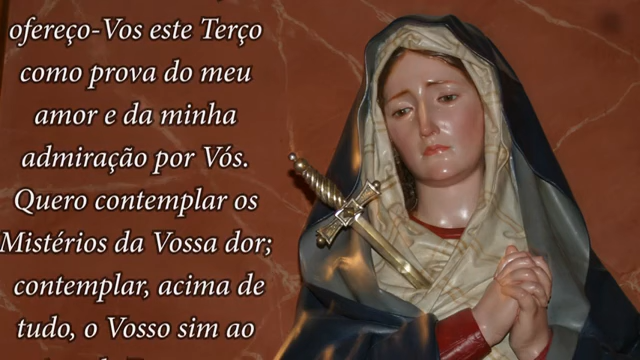 ofereço-Vos este Terço
como prova do meu
amor e da minha
admiração por Vós.
Quero contemplar os
Mistérios da Vossa dor;
contemplar, acima de
tudo, o Vosso sim ao